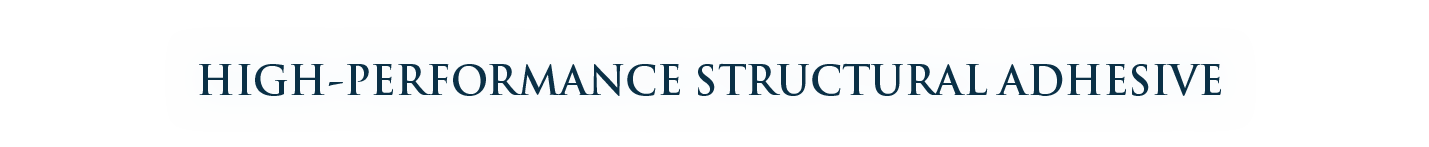 HIGH-PERFORMANCE STRUCTURAL ADHESIVE